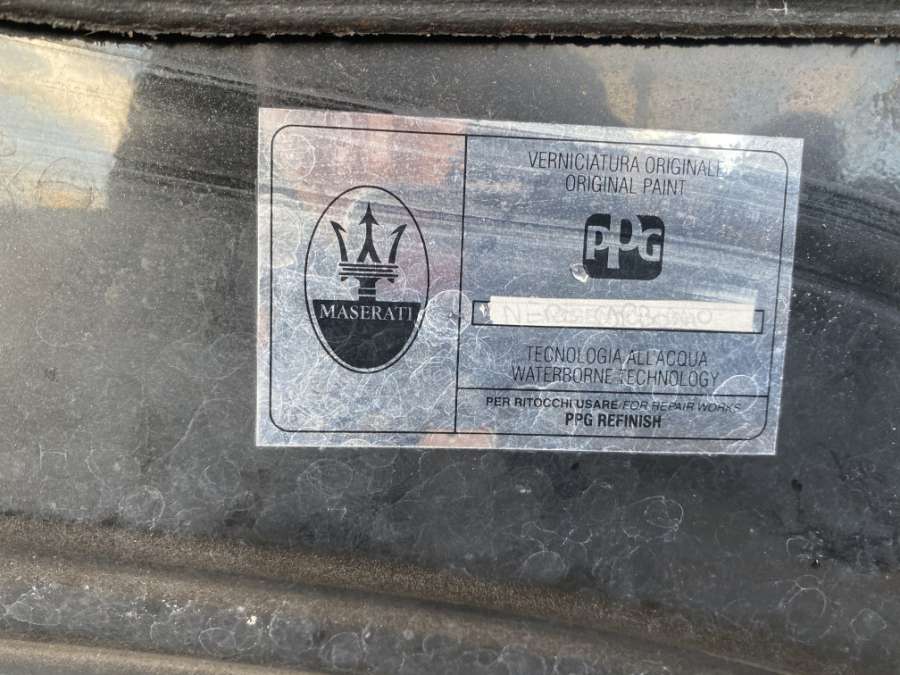 MASERATI
VERNICIATURA ORIGINALE
ORIGINAL PAINT
PPG
TECNOLOGIA ALL'ACQUA
WATERBORNE TECHNOLOGY
PER RITOCCHI USARE/FOR REPAIR WORKS
PPG REFINISH